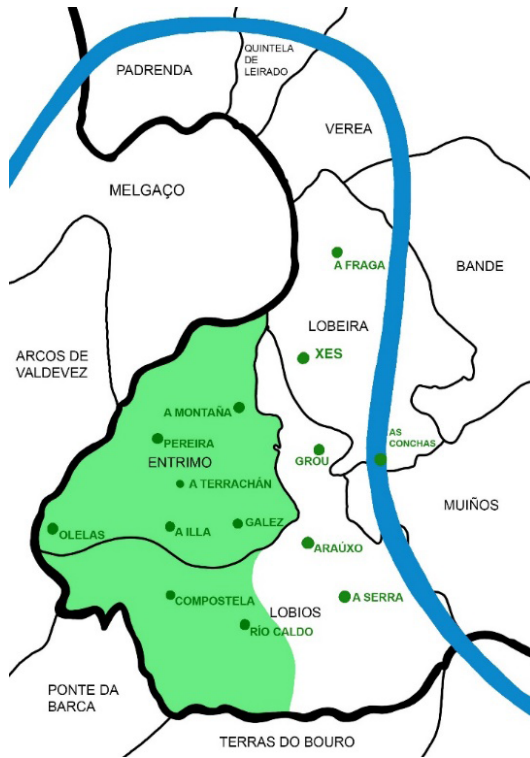 PADRENDA
QUINTELA
DE
LEIRADO
VEREA
MELGAÇO
BANDE
A FRAGA
LOBEIRA
ARCOS DE
VALDEVEZ
XES
A MONTAÑA
PEREIRA
AS
CONCHAS
GROU
ENTRIMO
A TERRACHÁN
MUIÑOS
OLELAS
A ILLA
GALEZ
ARAÚXO
COMPOSTELA
A SERRA
LOBIOS
RÍO CALDO
PONTE DA
BARCA
TERRAS DO BOURO